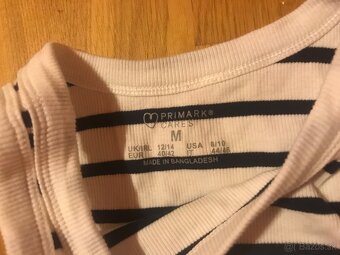 PRIMARK®
CARES
M
UK/IRL 12/14 USA 8/10
EUR 40/42 IT 44/46
MADE IN BANGLADESH